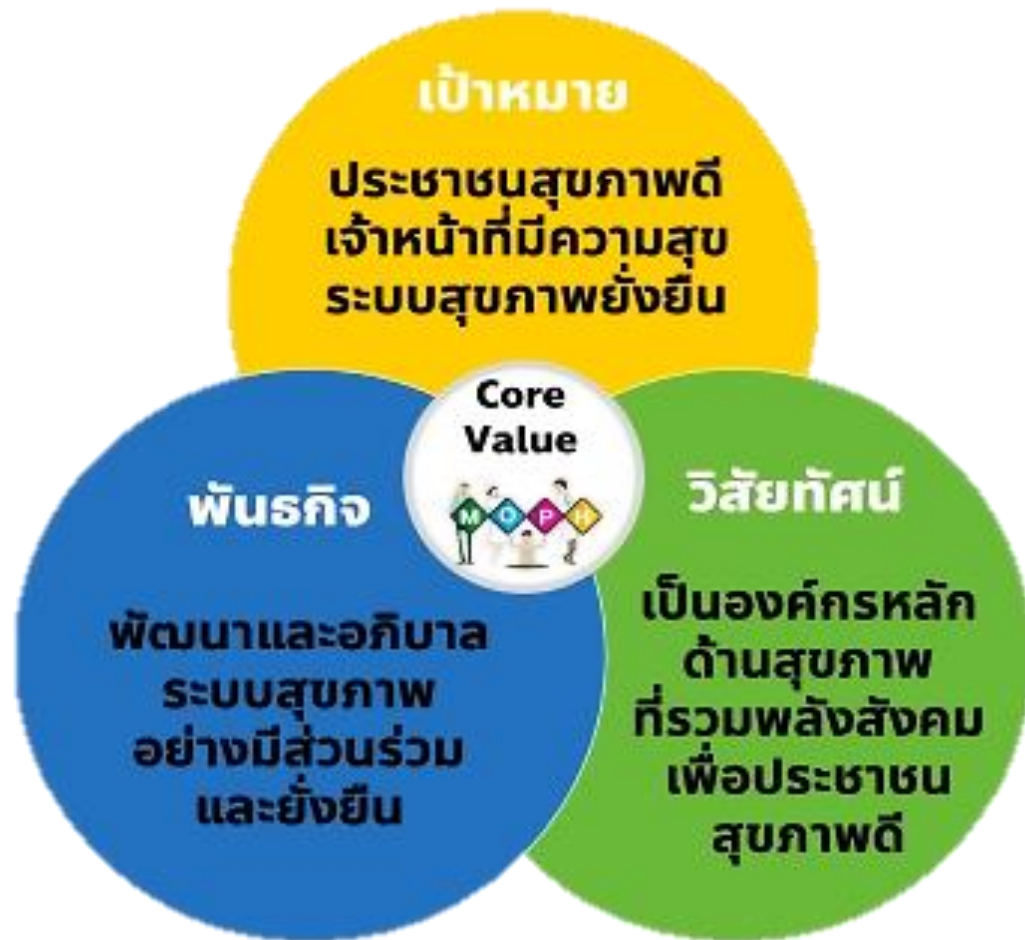 เป้าหมาย
ประชาชนสุขภาพดี
เจ้าหน้าที่มีความสุข
ระบบสุขภาพยั่งยืน
Core
Value
M O P H
พันธกิจ
พัฒนาและอภิบาล
ระบบสุขภาพ
อย่างมีส่วนร่วม
และยั่งยืน
วิสัยทัศน์
เป็นองค์กรหลัก
ด้านสุขภาพ
ที่รวมพลังสังคม
เพื่อประชาชน
สุขภาพดี